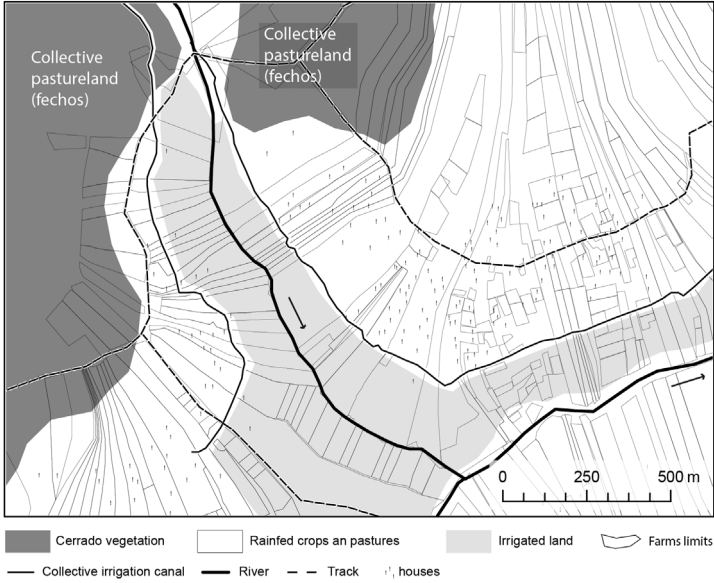 Collective
pastureland
(fechos)
Collective
pastureland
(fechos)
0 250 500 m
Cerrado vegetation
Rainfed crops an pastures
Irrigated land
Farms limits
Collective irrigation canal
River
Track
houses